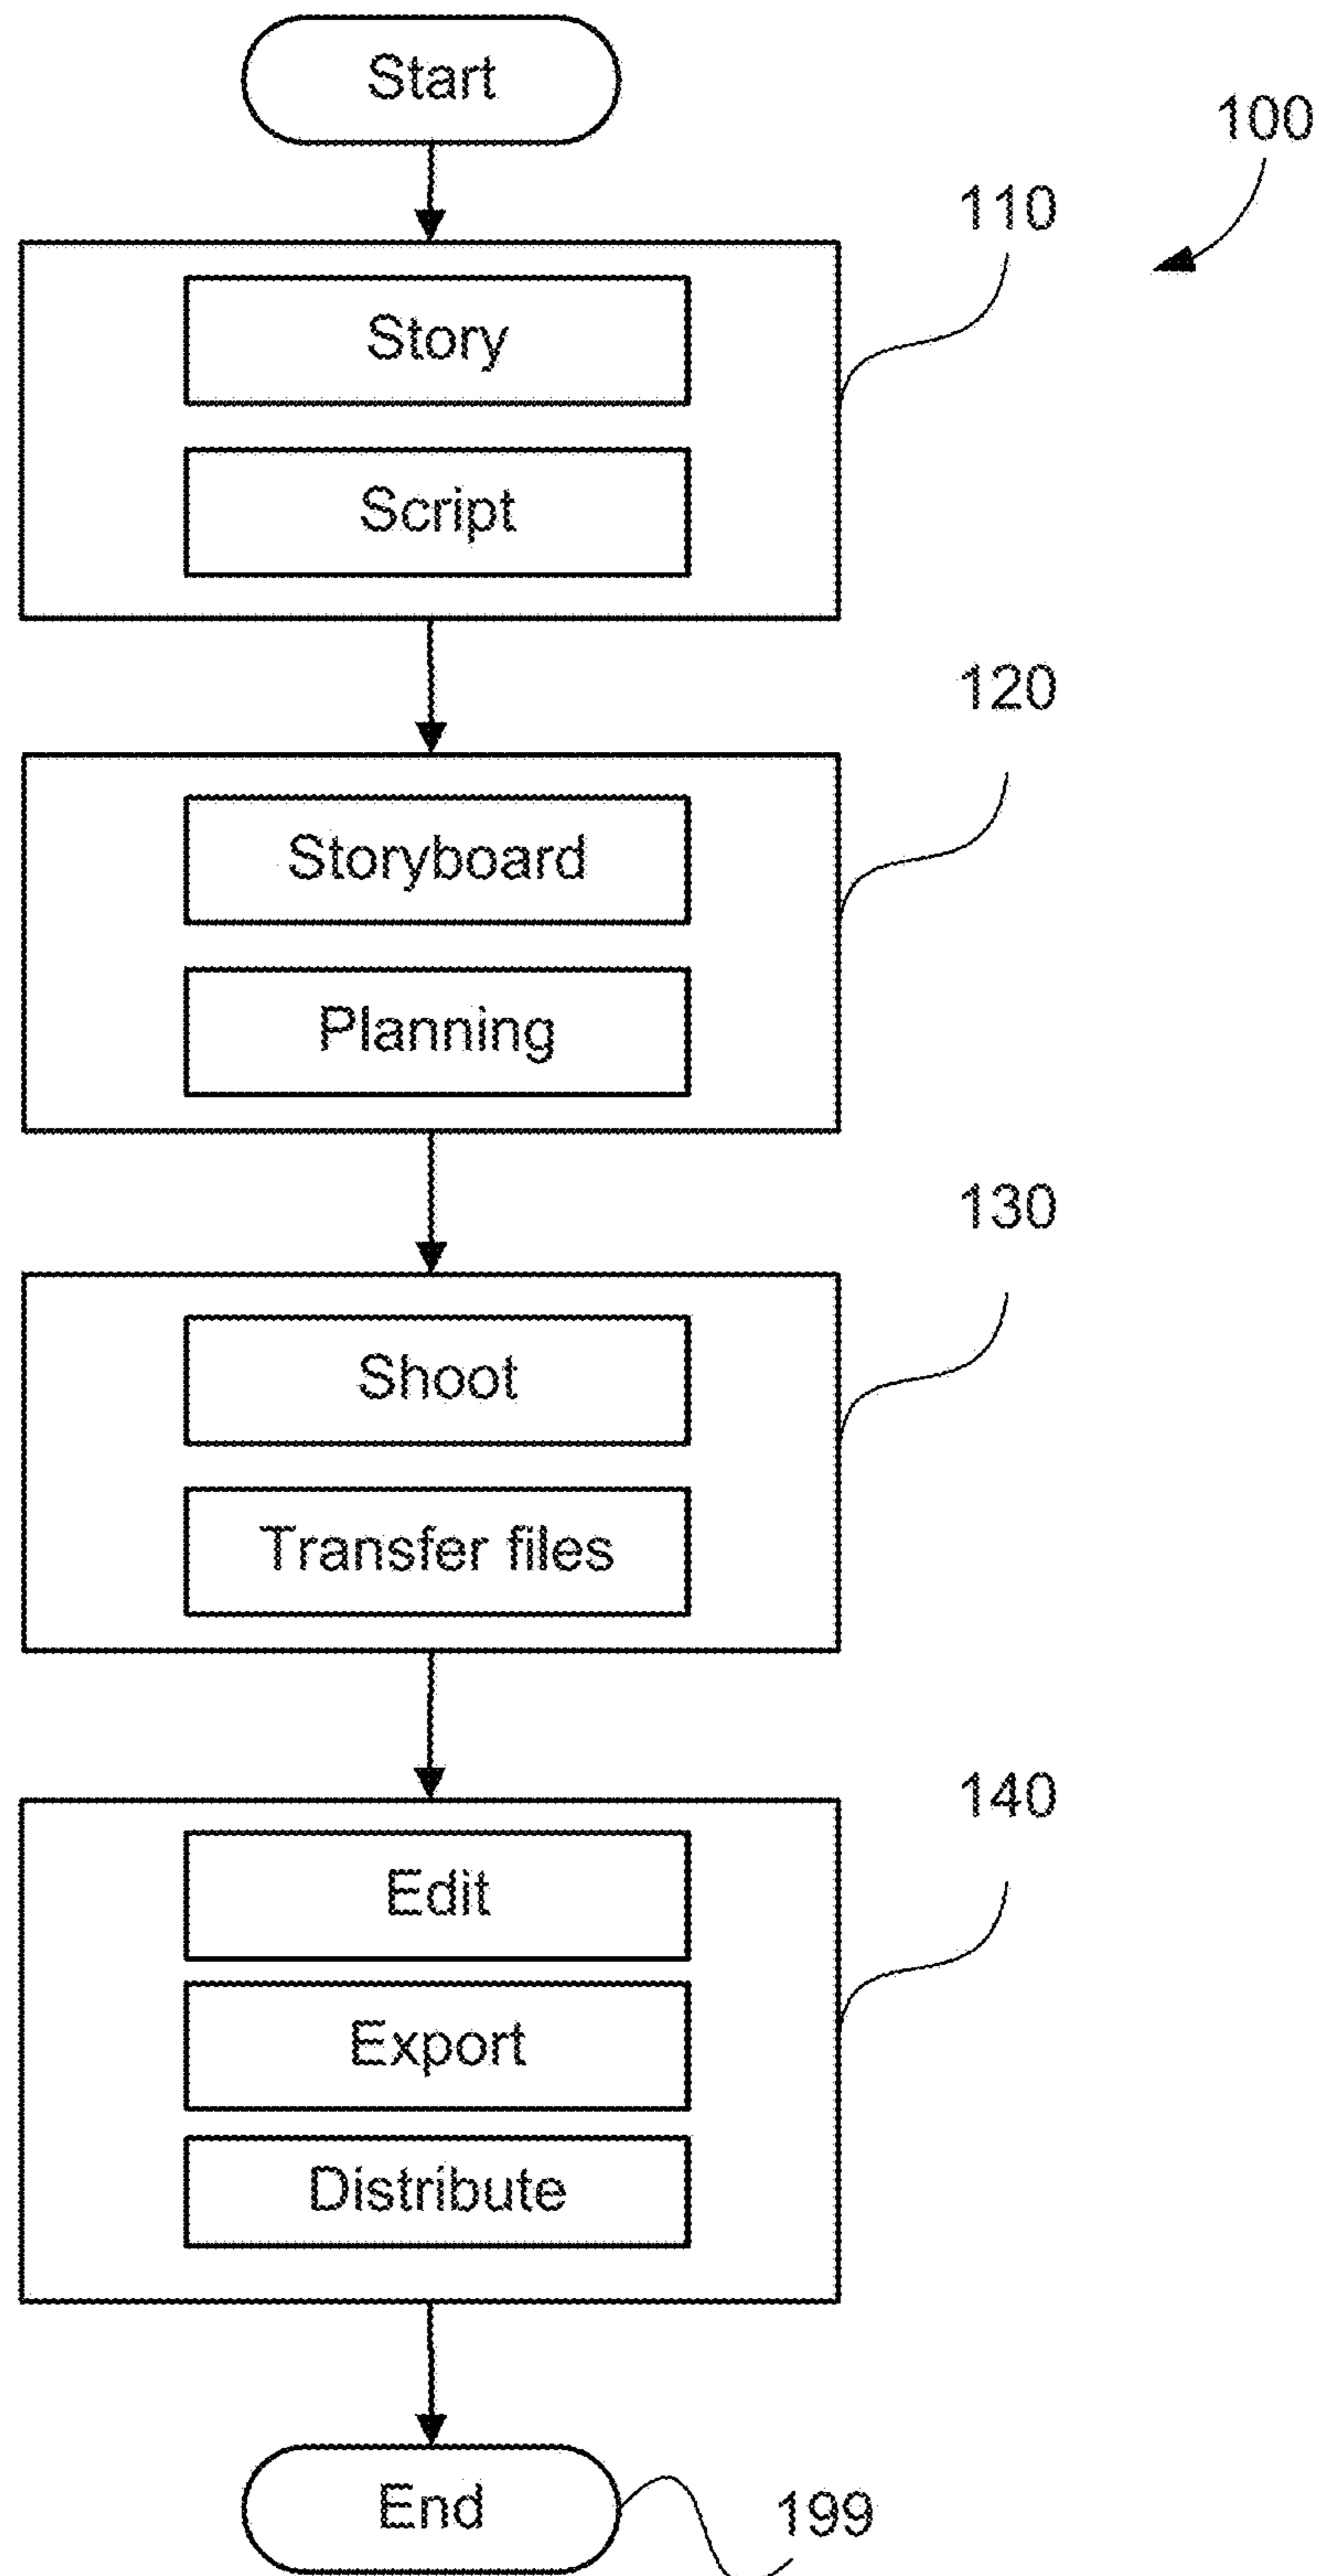 Start
100
110
Story
Script
120
Storyboard
Planning
130
Shoot
Transfer files
140
Edit
Export
Distribute
End
199